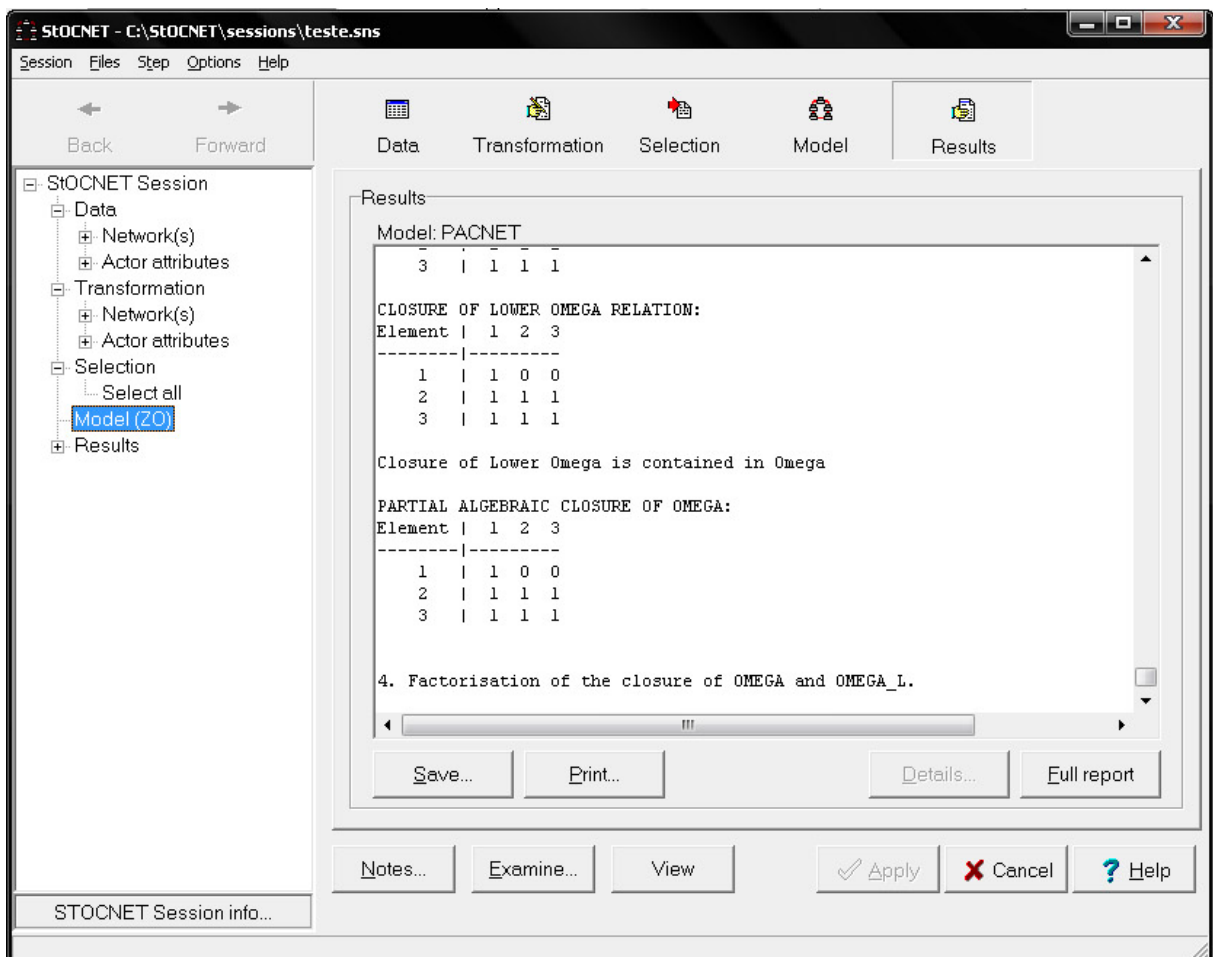 StOCNET - C:\StOCNET\sessions\teste.sns
Session Files Step Options Help
Back Forward
Data Transformation Selection Model Results
StOCNET Session
Data
Network(s)
Actor attributes
Transformation
Network(s)
Actor attributes
Selection
Select all
Model (ZO)
Results
STOCNET Session info...
Results
Model: PACNET
3 | 1 1 1
CLOSURE OF LOWER OMEGA RELATION:
Element | 1 2 3
--------|---------
1 | 1 0 0
2 | 1 1 1
3 | 1 1 1
Closure of Lower Omega is contained in Omega
PARTIAL ALGEBRAIC CLOSURE OF OMEGA:
Element | 1 2 3
--------|---------
1 | 1 0 0
2 | 1 1 1
3 | 1 1 1
4. Factorisation of the closure of OMEGA and OMEGA_L.
Save... Print... Details... Full report
Notes... Examine... View Apply Cancel Help